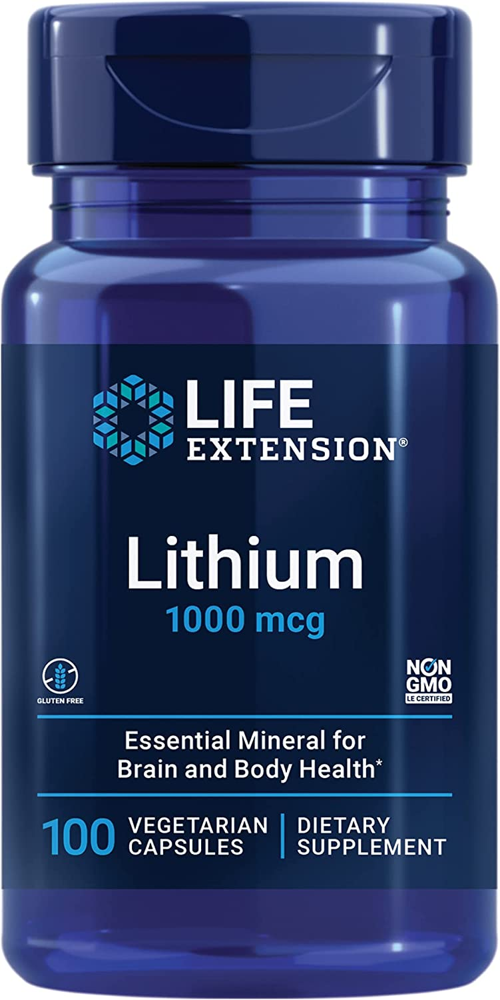 LIFE
EXTENSION®
Lithium
1000 mcg
GLUTEN FREE
NON
GMO
LE CERTIFIED
Essential Mineral for
Brain and Body Health*
100 VEGETARIAN CAPSULES | DIETARY SUPPLEMENT